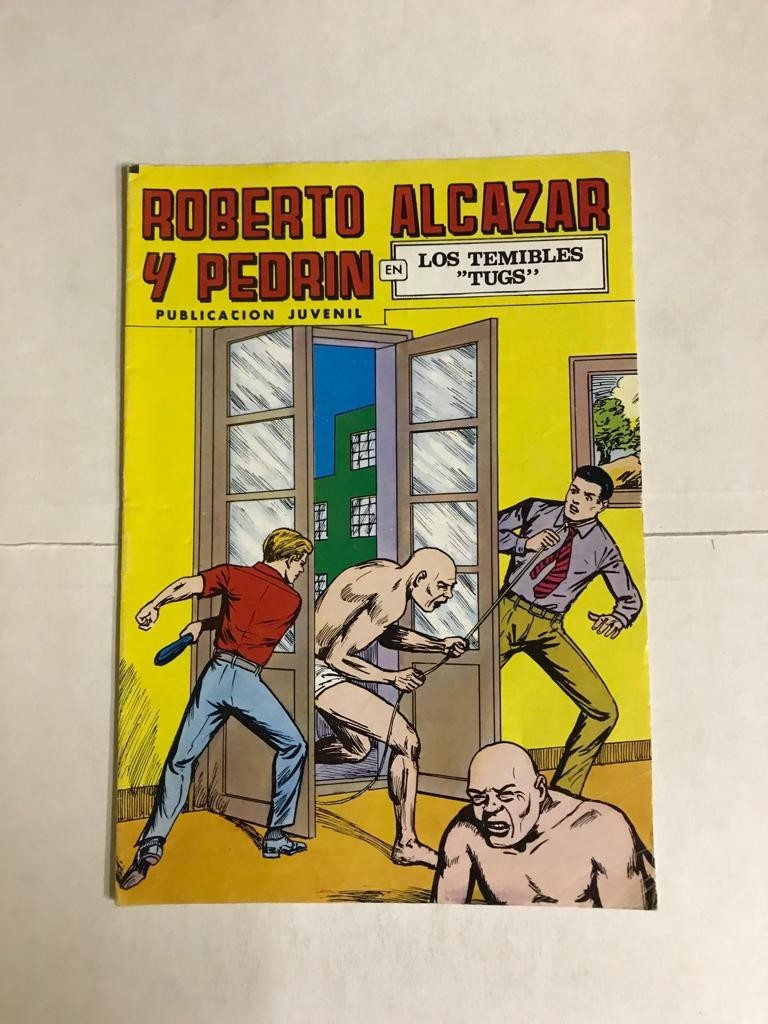 ROBERTO ALCAZAR
Y PEDRIN
EN
LOS TEMIBLES
"TUGS"
PUBLICACION JUVENIL